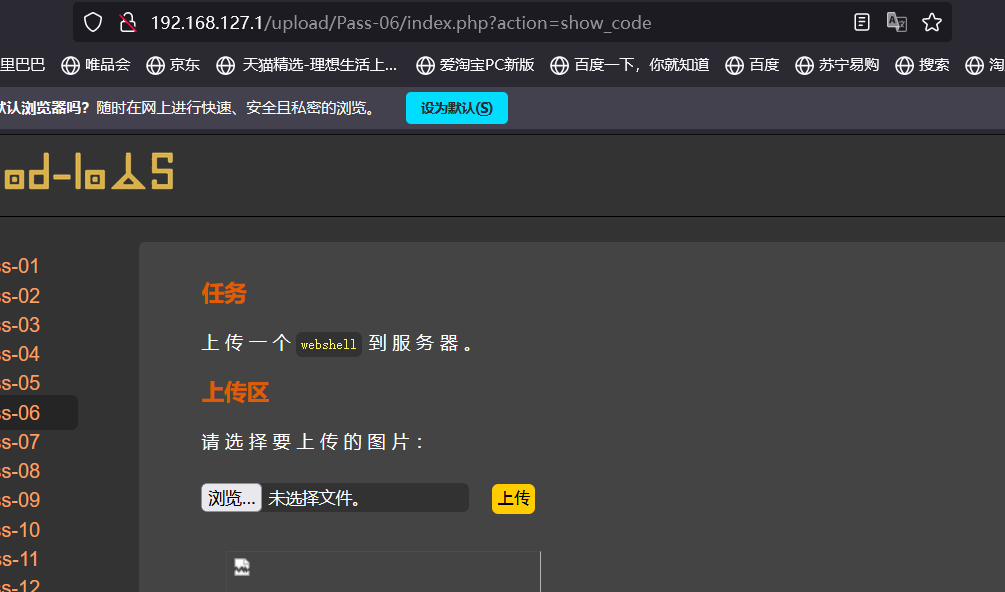 192.168.127.1/upload/Pass-06/index.php?action=show_code
里巴巴 唯品会 京东 天猫精选-理想生活上... 爱淘宝PC新版 百度一下，你就知道 百度 苏宁易购 搜索 淘
认浏览器吗？ 随时在网上进行快速、安全且私密的浏览。 设为默认(S)
od-loAS
ss-01
ss-02
ss-03
ss-04
ss-05
ss-06
ss-07
ss-08
ss-09
ss-10
ss-11
ss-12
任务
上传一个 webshell 到服务器。
上传区
请选择要上传的图片：
浏览... 未选择文件。 上传